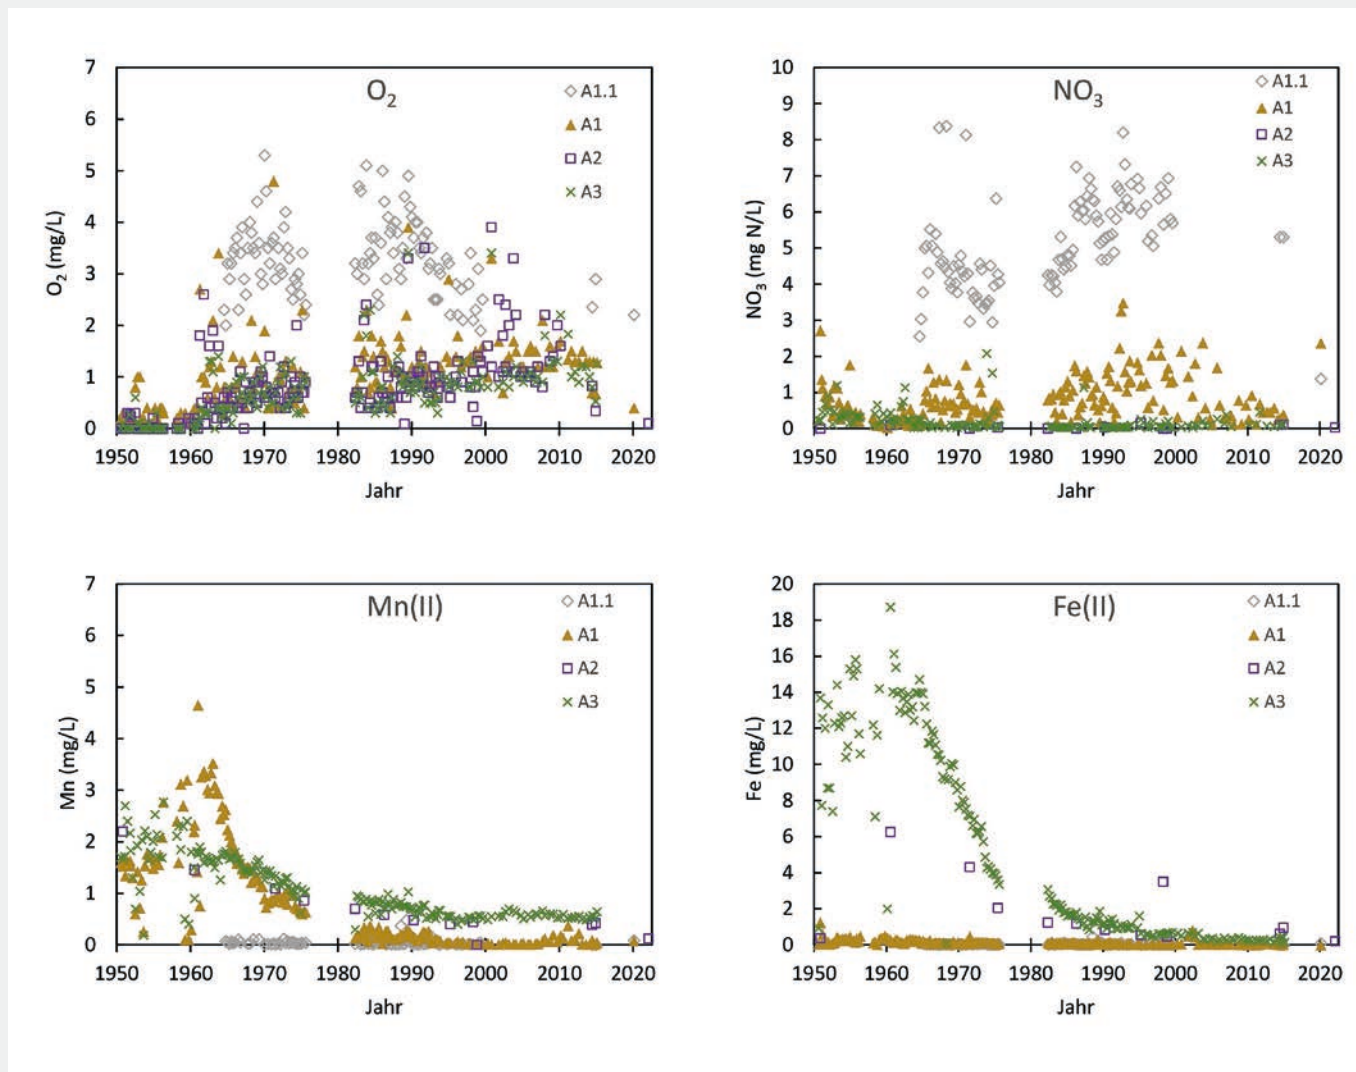 O2
7
6
5
4
3
2
1
0
O2 (mg/L)
A1.1
A1
A2
A3
1950 1960 1970 1980 1990 2000 2010 2020
Jahr
NO3
10
9
8
7
6
5
4
3
2
1
0
NO3 (mg N/L)
A1.1
A1
A2
A3
1950 1960 1970 1980 1990 2000 2010 2020
Jahr
Mn(II)
7
6
5
4
3
2
1
0
Mn (mg/L)
A1.1
A1
A2
A3
1950 1960 1970 1980 1990 2000 2010 2020
Jahr
Fe(II)
20
18
16
14
12
10
8
6
4
2
0
Fe (mg/L)
A1.1
A1
A2
A3
1950 1960 1970 1980 1990 2000 2010 2020
Jahr